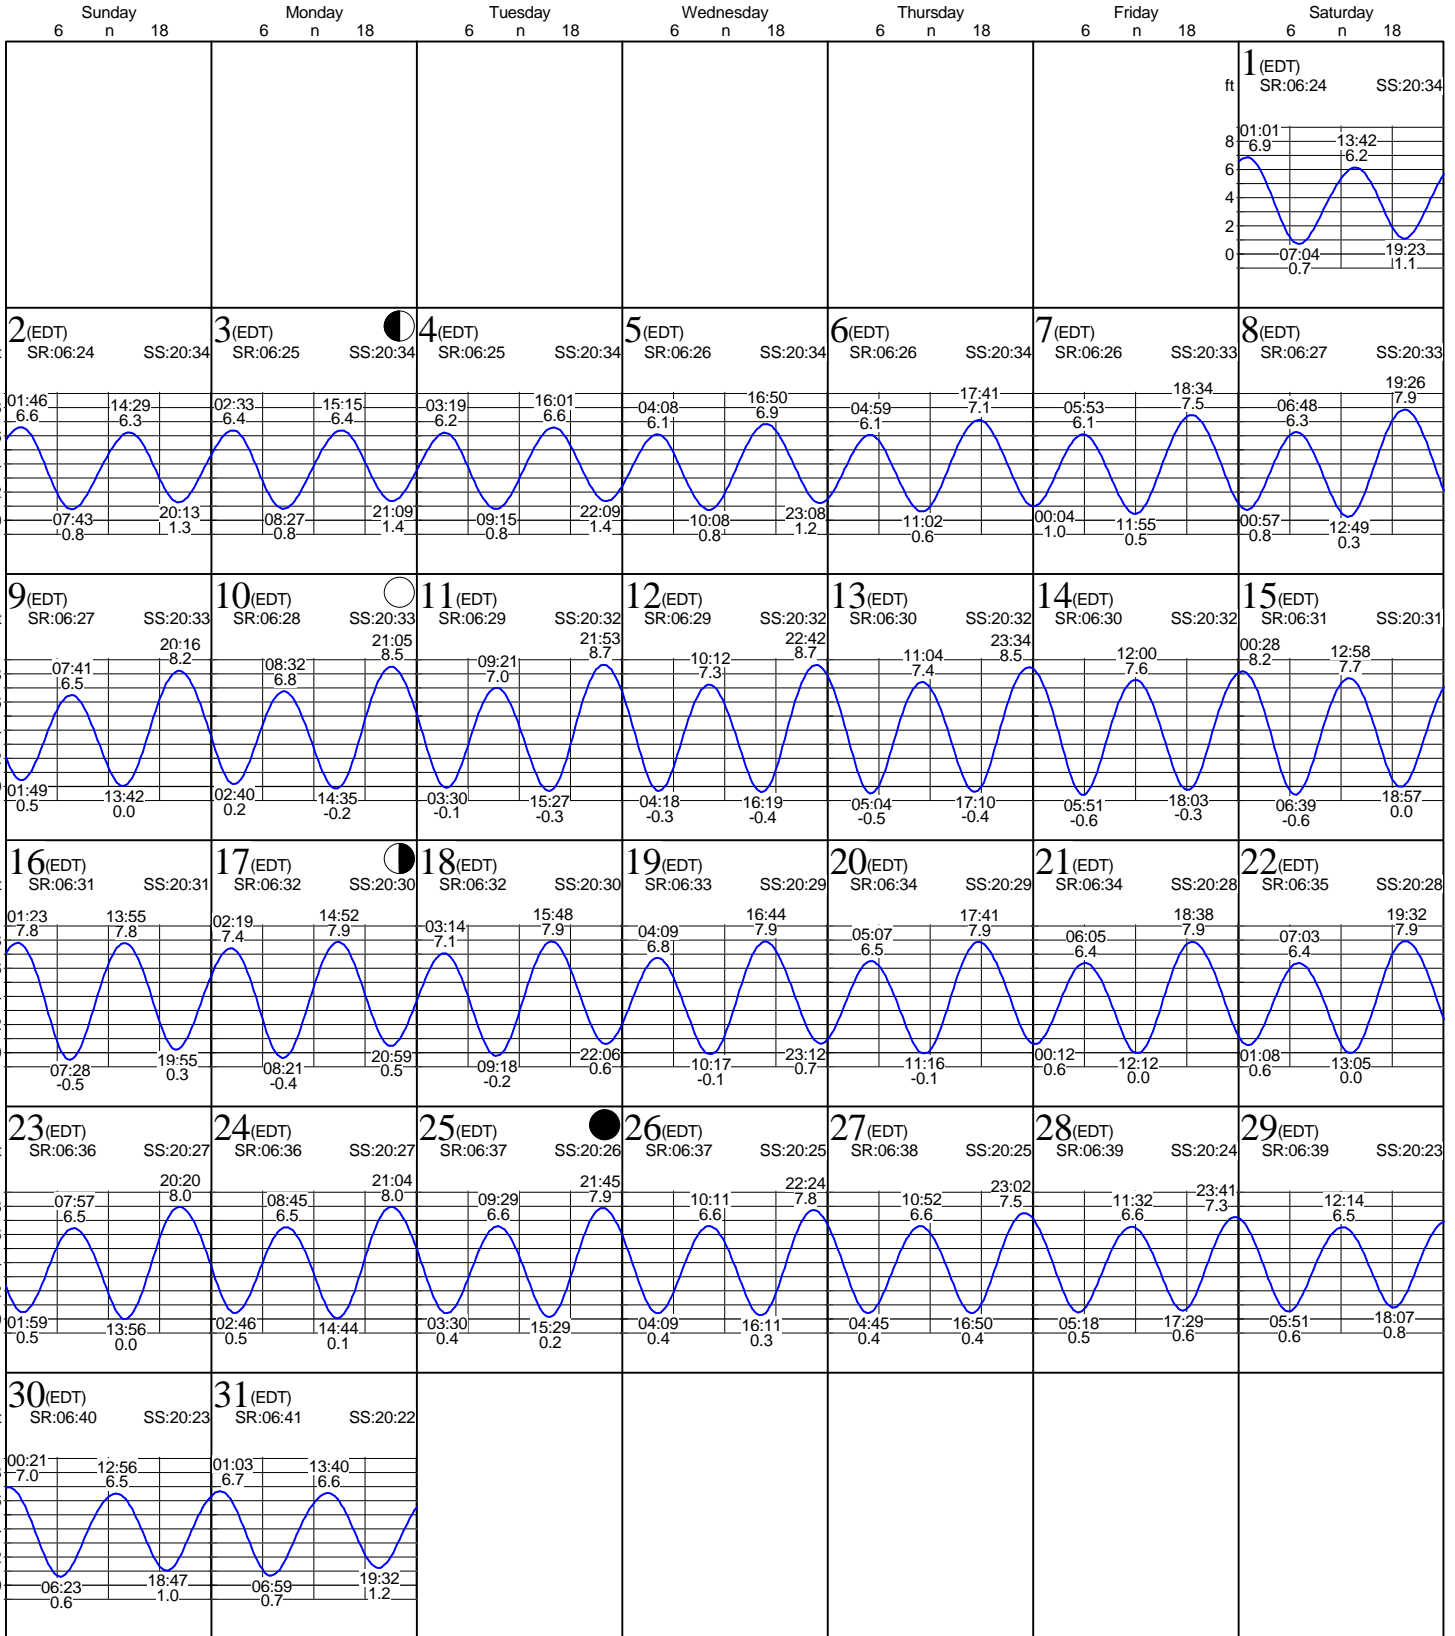 Sunday Monday Tuesday Wednesday Thursday Friday Saturday
6 n 18 6 n 18 6 n 18 6 n 18 6 n 18 6 n 18 6 n 18
1(EDT)
ft SR:06:24 SS:20:34
01:01 13:42
8 6.9 6.2
6
4
2
0
07:04 19:23
0.7 1.1
2(EDT) 3(EDT) 4(EDT) 5(EDT) 6(EDT) 7(EDT) 8(EDT)
SR:06:24 SS:20:34 SR:06:25 SS:20:34 SR:06:25 SS:20:34 SR:06:26 SS:20:34 SR:06:26 SS:20:34 SR:06:26 SS:20:33 SR:06:27 SS:20:33
01:46 14:29 02:33 15:15 03:19 16:01 04:08 16:50 04:59 17:41 05:53 18:34 06:48 19:26
6.6 6.3 6.4 6.4 6.2 6.6 6.1 6.9 6.1 7.1 6.1 7.5 6.3 7.9
07:43 20:13 08:27 21:09 09:15 22:09 10:08 23:08 11:02 00:04 11:55 00:57 12:49
0.8 1.3 0.8 1.4 0.8 1.4 0.8 1.2 0.6 1.0 0.5 0.8 0.3
9(EDT) 10(EDT) 11(EDT) 12(EDT) 13(EDT) 14(EDT) 15(EDT)
SR:06:27 SS:20:33 SR:06:28 SS:20:33 SR:06:29 SS:20:32 SR:06:29 SS:20:32 SR:06:30 SS:20:32 SR:06:30 SS:20:32 SR:06:31 SS:20:31
07:41 20:16 08:32 21:05 09:21 21:53 10:12 22:42 11:04 23:34 12:00 00:28 12:58
6.5 8.2 6.8 8.5 7.0 8.7 7.3 8.7 7.4 8.5 7.6 8.2 7.7
01:49 13:42 02:40 14:35 03:30 15:27 04:18 16:19 05:04 17:10 05:51 18:03 06:39 18:57
0.5 0.0 0.2 -0.2 -0.1 -0.3 -0.3 -0.4 -0.5 -0.4 -0.6 -0.3 -0.6 0.0
16(EDT) 17(EDT) 18(EDT) 19(EDT) 20(EDT) 21(EDT) 22(EDT)
SR:06:31 SS:20:31 SR:06:32 SS:20:30 SR:06:32 SS:20:30 SR:06:33 SS:20:29 SR:06:34 SS:20:29 SR:06:34 SS:20:28 SR:06:35 SS:20:28
01:23 13:55 02:19 14:52 03:14 15:48 04:09 16:44 05:07 17:41 06:05 18:38 07:03 19:32
7.8 7.8 7.4 7.9 7.1 7.9 6.8 7.9 6.5 7.9 6.4 7.9 6.4 7.9
07:28 19:55 08:21 20:59 09:18 22:06 10:17 23:12 11:16 00:12 12:12 01:08 13:05
-0.5 0.3 -0.4 0.5 -0.2 0.6 -0.1 0.7 -0.1 0.6 0.0 0.6 0.0
23(EDT) 24(EDT) 25(EDT) 26(EDT) 27(EDT) 28(EDT) 29(EDT)
SR:06:36 SS:20:27 SR:06:36 SS:20:27 SR:06:37 SS:20:26 SR:06:37 SS:20:25 SR:06:38 SS:20:25 SR:06:39 SS:20:24 SR:06:39 SS:20:23
07:57 20:20 08:45 21:04 09:29 21:45 10:11 22:24 10:52 23:02 11:32 23:41 12:14
6.5 8.0 6.5 8.0 6.6 7.9 6.6 7.8 6.6 7.5 6.6 7.3 6.5
01:59 13:56 02:46 14:44 03:30 15:29 04:09 16:11 04:45 16:50 05:18 17:29 05:51 18:07
0.5 0.0 0.5 0.1 0.4 0.2 0.4 0.3 0.4 0.4 0.5 0.6 0.6 0.8
30(EDT) 31(EDT)
SR:06:40 SS:20:23 SR:06:41 SS:20:22
00:21 12:56 01:03 13:40
7.0 6.5 6.7 6.6
06:23 18:47 06:59 19:32
0.6 1.0 0.7 1.2